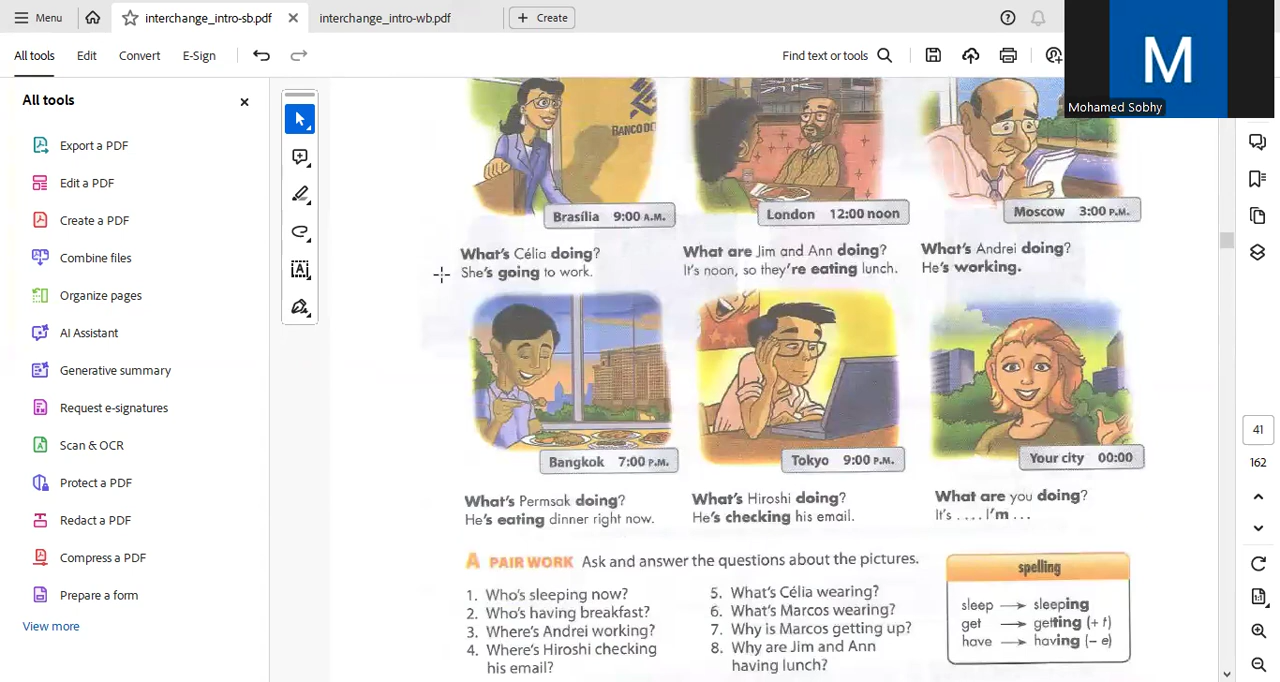 Menu
interchange_intro-sb.pdf
interchange_intro-wb.pdf
Create
All tools
Edit
Convert
E-Sign
Find text or tools
M
Mohamed Sobhy
All tools
Export a PDF
Edit a PDF
Create a PDF
Combine files
Organize pages
AI Assistant
Generative summary
Request e-signatures
Scan & OCR
Protect a PDF
Redact a PDF
Compress a PDF
Prepare a form
View more
BANCO DO
Brasília 9:00 A.M.
London 12:00 noon
Moscow 3:00 P.M.
What's Célia doing?
She's going to work.
What are Jim and Ann doing?
It's noon, so they're eating lunch.
What's Andrei doing?
He's working.
Bangkok 7:00 P.M.
Tokyo 9:00 P.M.
Your city 00:00
What's Permsak doing?
He's eating dinner right now.
What's Hiroshi doing?
He's checking his email.
What are you doing?
It's .... I'm ...
A PAIR WORK Ask and answer the questions about the pictures.
1. Who's sleeping now?
2. Who's having breakfast?
3. Where's Andrei working?
4. Where's Hiroshi checking
his email?
5. What's Célia wearing?
6. What's Marcos wearing?
7. Why is Marcos getting up?
8. Why are Jim and Ann
having lunch?
spelling
sleep → sleeping
get → getting (+ t)
have → having (– e)
41
162